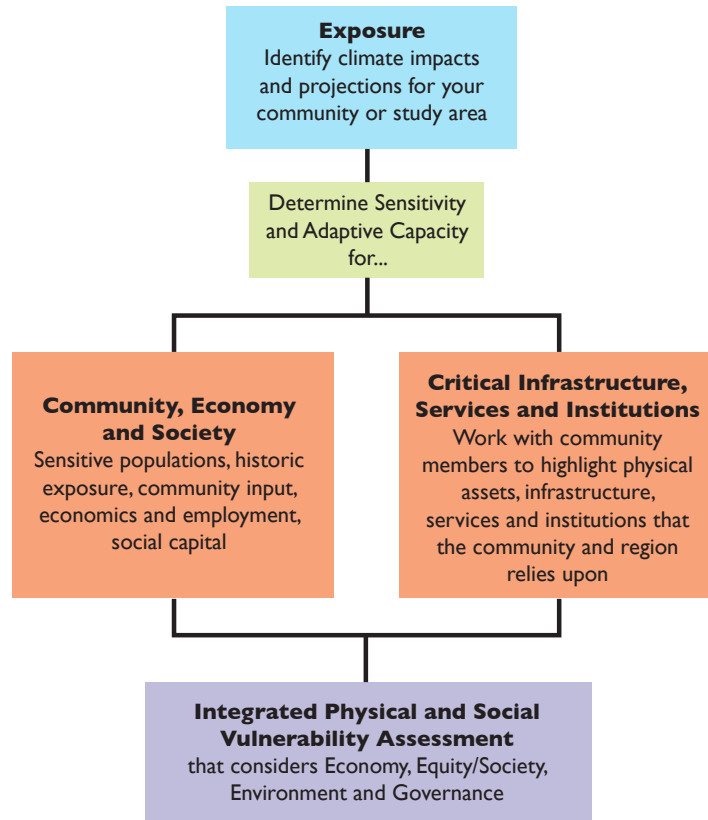 Exposure
Identify climate impacts
and projections for your
community or study area
Determine Sensitivity
and Adaptive Capacity
for...
Community, Economy
and Society
Sensitive populations, historic
exposure, community input,
economics and employment,
social capital
Critical Infrastructure,
Services and Institutions
Work with community
members to highlight physical
assets, infrastructure,
services and institutions that
the community and region
relies upon
Integrated Physical and Social
Vulnerability Assessment
that considers Economy, Equity/Society,
Environment and Governance